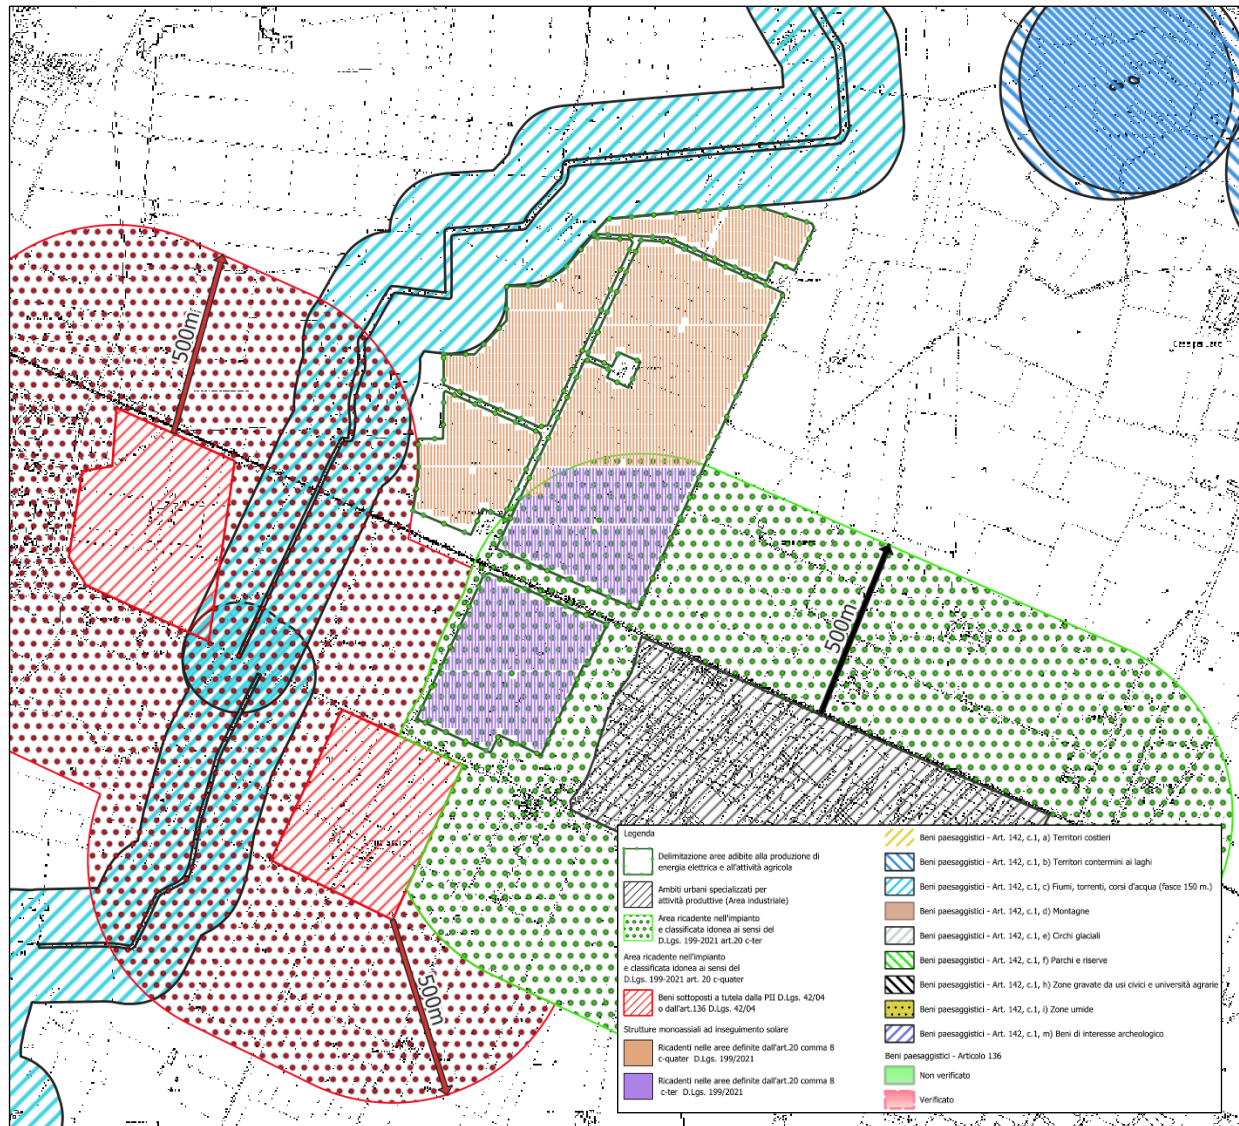 500m
500m
500m
Legenda
Delimitazione aree adibite alla produzione di
energia elettrica e all'attività agricola
Ambiti urbani specializzati per
attività produttive (Area industriale)
Area ricadente nell'impianto
e classificata idonea ai sensi del
D.Lgs. 199-2021 art.20 c-ter
Area ricadente nell'impianto
e classificata idonea ai sensi del
D.Lgs. 199-2021 art. 20 c-quater
Beni sottoposti a tutela dalla PII D.Lgs. 42/04
o dall'art.136 D.Lgs. 42/04
Strutture monoassiali ad inseguimento solare
Ricadenti nelle aree definite dall'art.20 comma 8
c-quater D.Lgs. 199/2021
Ricadenti nelle aree definite dall'art.20 comma 8
c-ter D.Lgs. 199/2021
Beni paesaggistici - Art. 142, c.1, a) Territori costieri
Beni paesaggistici - Art. 142, c.1, b) Territori contermini ai laghi
Beni paesaggistici - Art. 142, c.1, c) Fiumi, torrenti, corsi d'acqua (fasce 150 m.)
Beni paesaggistici - Art. 142, c.1, d) Montagne
Beni paesaggistici - Art. 142, c.1, e) Circhi glaciali
Beni paesaggistici - Art. 142, c.1, f) Parchi e riserve
Beni paesaggistici - Art. 142, c.1, h) Zone gravate da usi civici e università agrarie
Beni paesaggistici - Art. 142, c.1, i) Zone umide
Beni paesaggistici - Art. 142, c.1, m) Beni di interesse archeologico
Beni paesaggistici - Articolo 136
Non verificato
Verificato